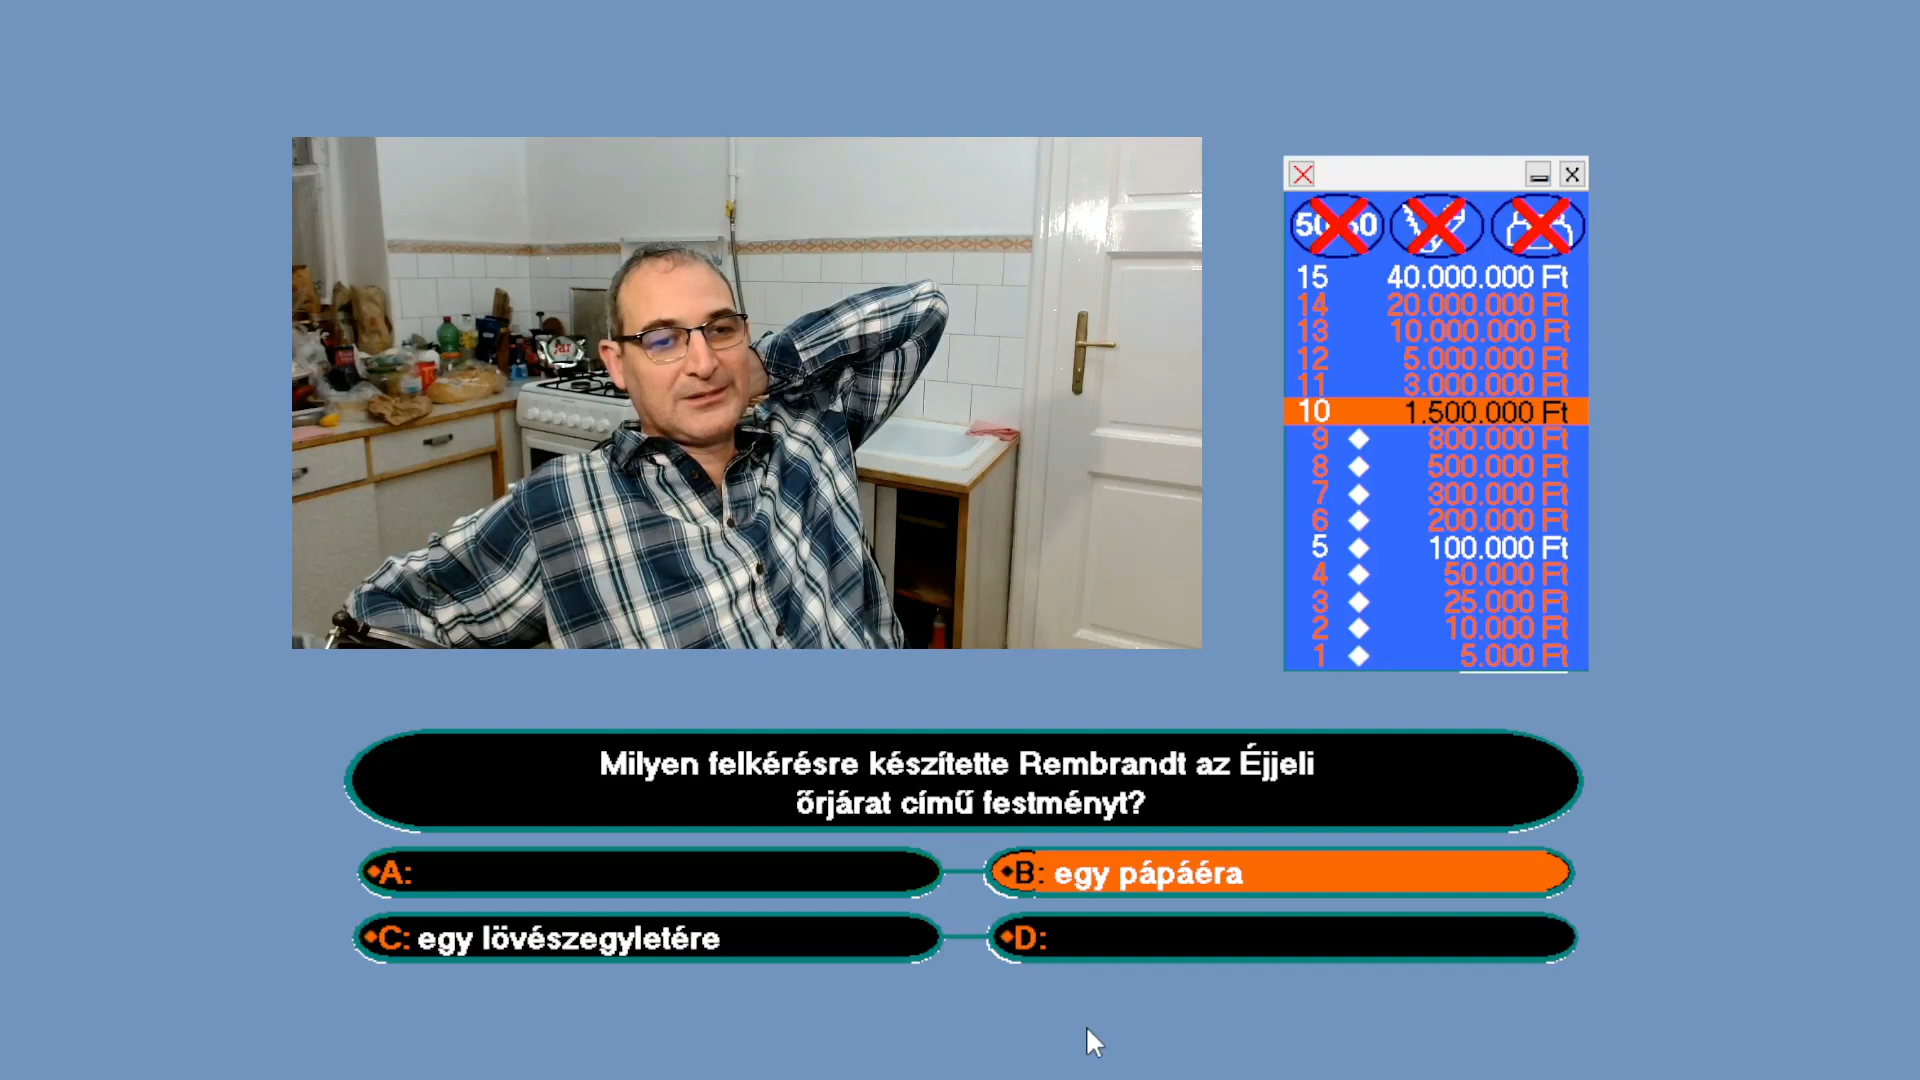 50:50
15 40.000.000 Ft
14 20.000.000 Ft
13 10.000.000 Ft
12 5.000.000 Ft
11 3.000.000 Ft
10 1.500.000 Ft
9 800.000 Ft
8 500.000 Ft
7 300.000 Ft
6 200.000 Ft
5 100.000 Ft
4 50.000 Ft
3 25.000 Ft
2 10.000 Ft
1 5.000 Ft
Milyen felkérésre készítette Rembrandt az Éjjeli
őrjárat című festményt?
A:
B: egy pápáéra
C: egy lövészegyletére
D: